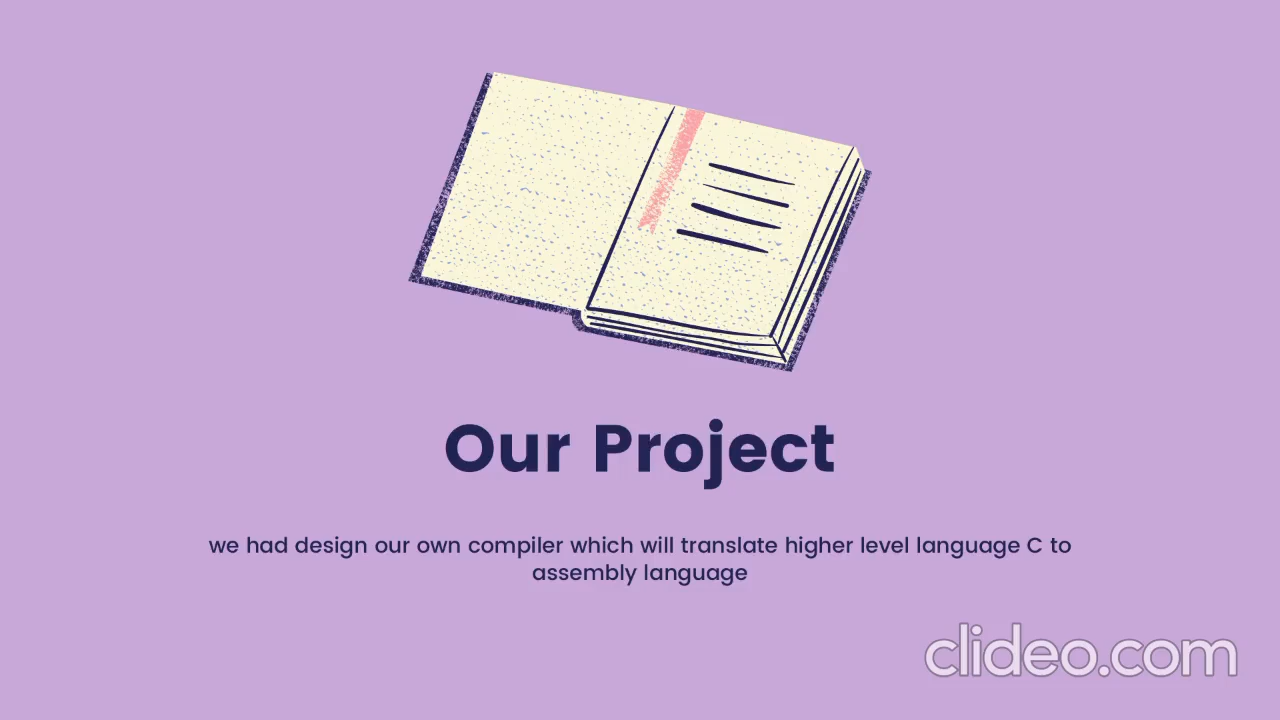 Our Project
we had design our own compiler which will translate higher level language C to
assembly language
clideo.com